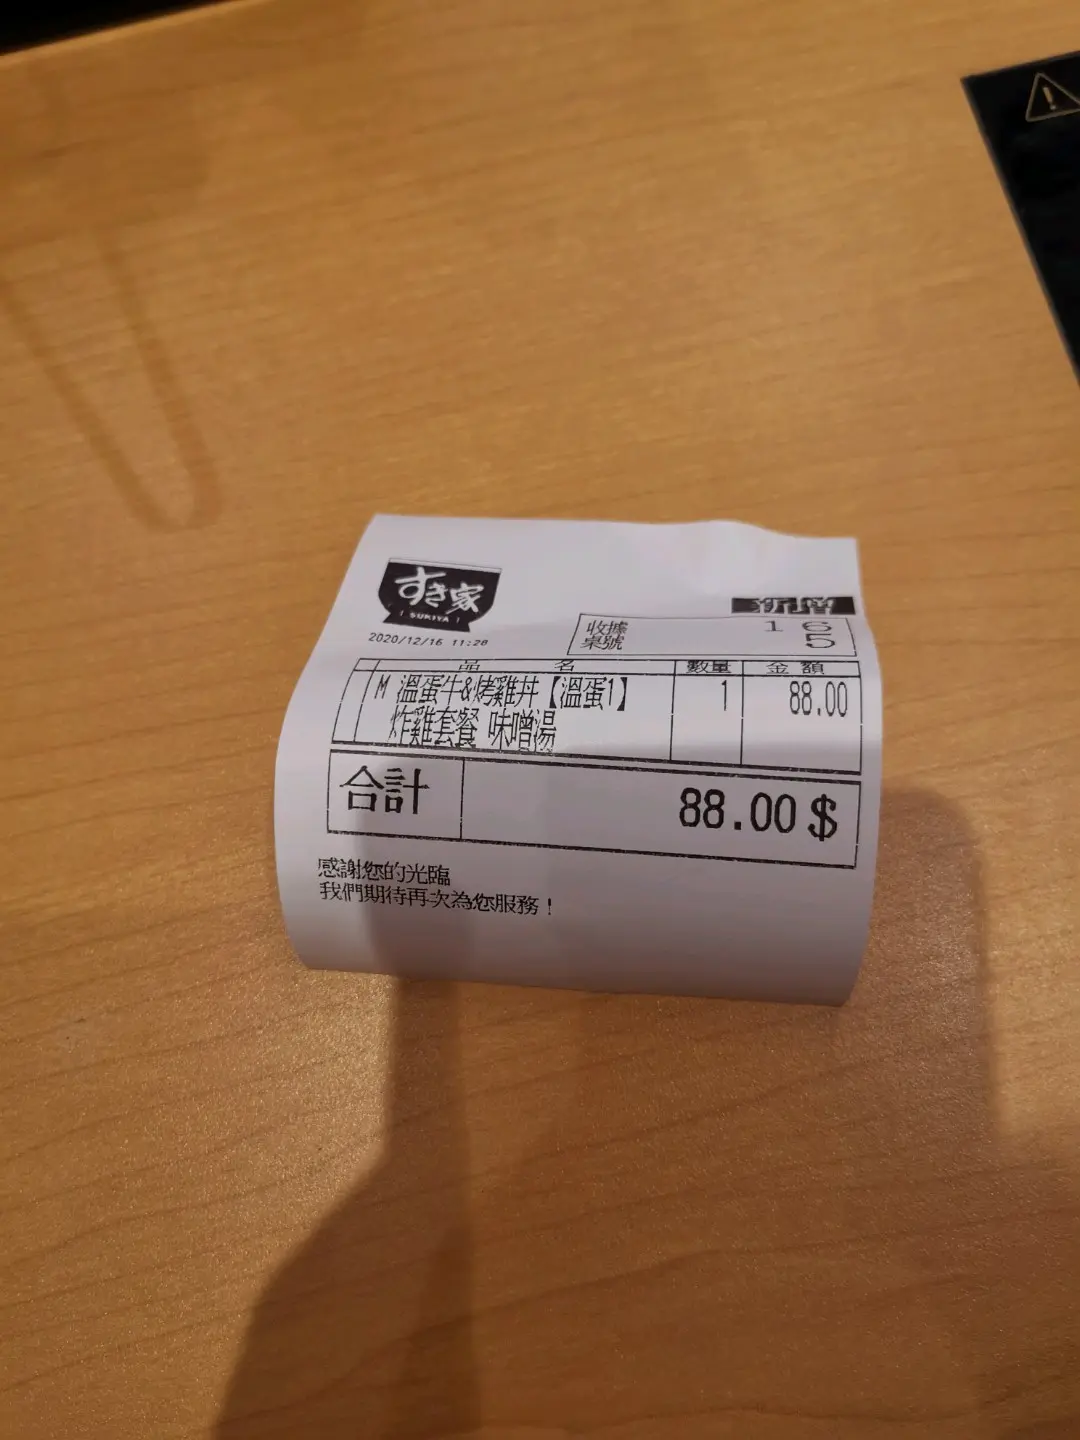 すき家
SUKIYA
2020/12/16 11:28
新增
收據 16
桌號 5
品名 數量 金額
M 溫蛋牛&烤雞丼【溫蛋1】 1 88.00
炸雞套餐 味噌湯
合計 88.00$
感謝您的光臨
我們期待再次為您服務！